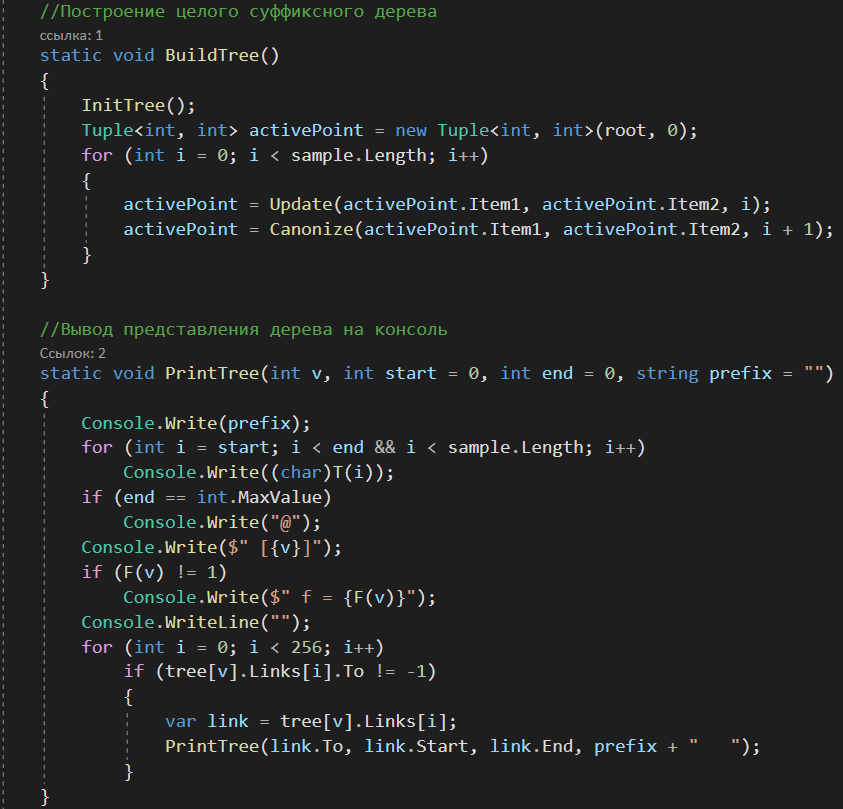 //Построение целого суффиксного дерева
ссылка: 1
static void BuildTree()
{
    InitTree();
    Tuple<int, int> activePoint = new Tuple<int, int>(root, 0);
    for (int i = 0; i < sample.Length; i++)
    {
        activePoint = Update(activePoint.Item1, activePoint.Item2, i);
        activePoint = Canonize(activePoint.Item1, activePoint.Item2, i + 1);
    }
}
//Вывод представления дерева на консоль
Ссылок: 2
static void PrintTree(int v, int start = 0, int end = 0, string prefix = "")
{
    Console.Write(prefix);
    for (int i = start; i < end && i < sample.Length; i++)
        Console.Write((char)T(i));
    if (end == int.MaxValue)
        Console.Write("@");
    Console.Write($" [{v}]");
    if (F(v) != 1)
        Console.Write($" f = {F(v)}");
    Console.WriteLine("");
    for (int i = 0; i < 256; i++)
        if (tree[v].Links[i].To != -1)
        {
            var link = tree[v].Links[i];
            PrintTree(link.To, link.Start, link.End, prefix + "   ");
        }
}